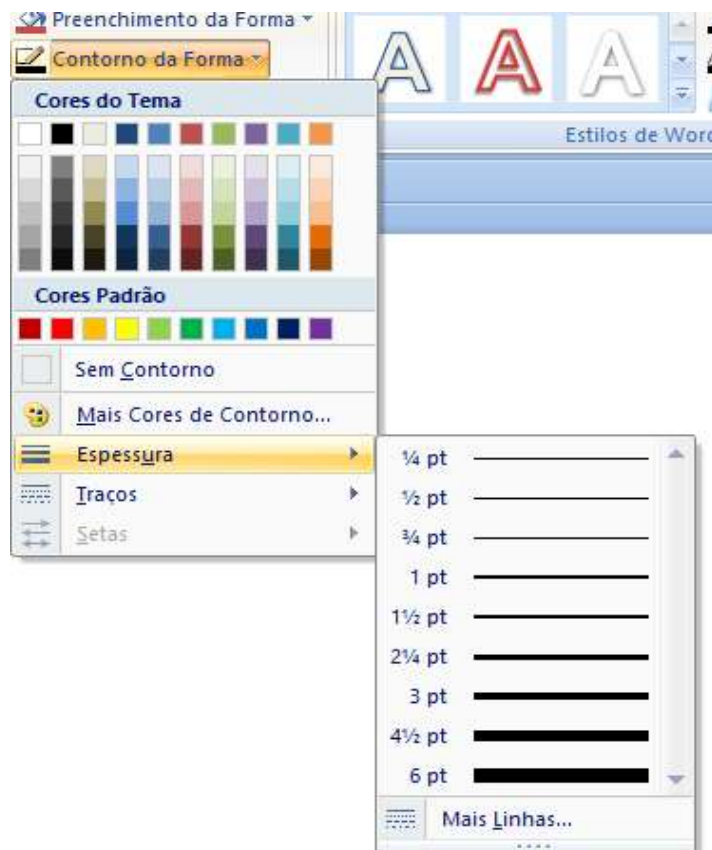 Preenchimento da Forma
Contorno da Forma
A A A
Estilos de Word
Cores do Tema
Cores Padrão
Sem Contorno
Mais Cores de Contorno...
Espessura
Traços
Setas
¼ pt
½ pt
¾ pt
1 pt
1½ pt
2¼ pt
3 pt
4½ pt
6 pt
Mais Linhas...